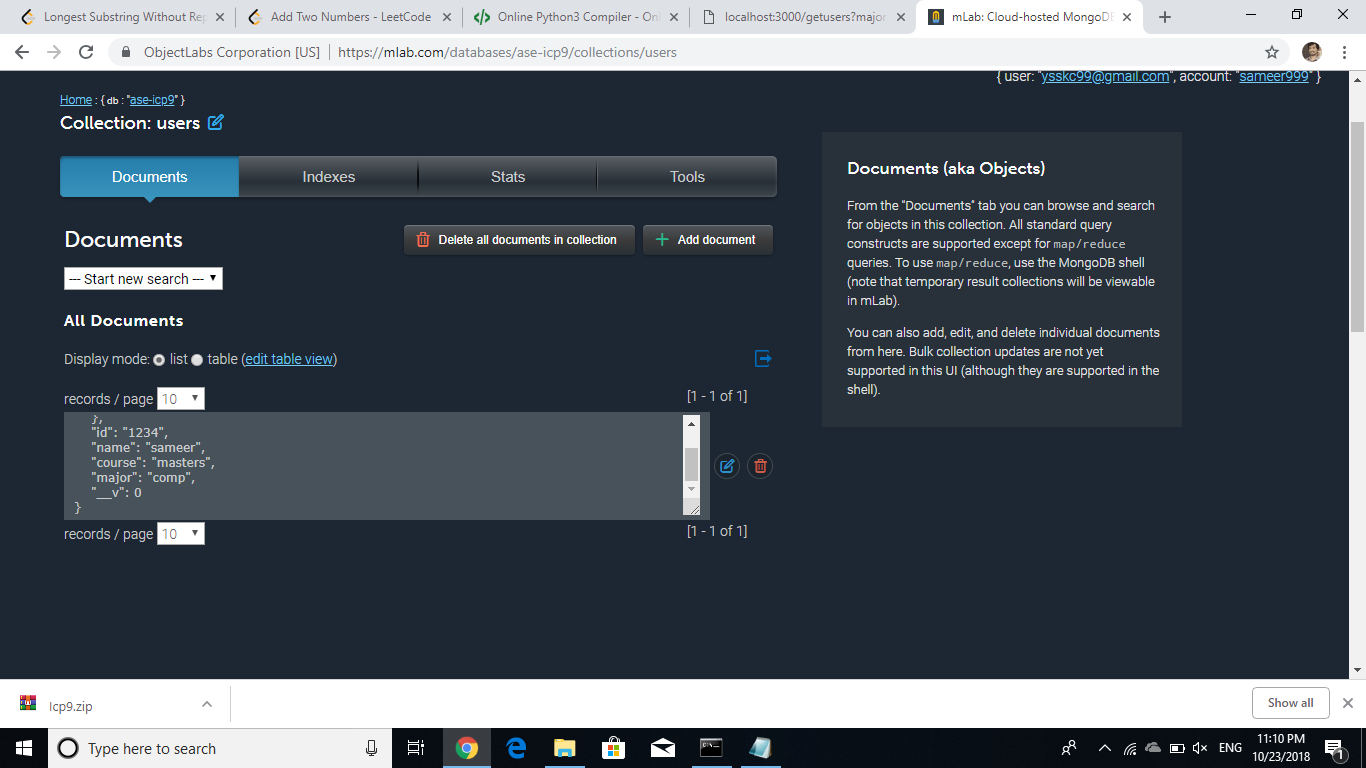 Longest Substring Without Rep
Add Two Numbers - LeetCode
Online Python3 Compiler - Onl
localhost:3000/getusers?major
mLab: Cloud-hosted MongoDB
ObjectLabs Corporation [US] | https://mlab.com/databases/ase-icp9/collections/users
{ user: "ysskc99@gmail.com", account: "sameer999" }
Home : { db : "ase-icp9" }
Collection: users
Documents
Indexes
Stats
Tools
Documents
Delete all documents in collection
Add document
--- Start new search ---
All Documents
Display mode: list table (edit table view)
records / page 10
[1 - 1 of 1]
},
"id": "1234",
"name": "sameer",
"course": "masters",
"major": "comp",
"__v": 0
}
records / page 10
[1 - 1 of 1]
Documents (aka Objects)
From the "Documents" tab you can browse and search
for objects in this collection. All standard query
constructs are supported except for map/reduce
queries. To use map/reduce, use the MongoDB shell
(note that temporary result collections will be viewable
in mLab).
You can also add, edit, and delete individual documents
from here. Bulk collection updates are not yet
supported in this UI (although they are supported in the
shell).
Icp9.zip
Show all
Type here to search
ENG
11:10 PM
10/23/2018
1